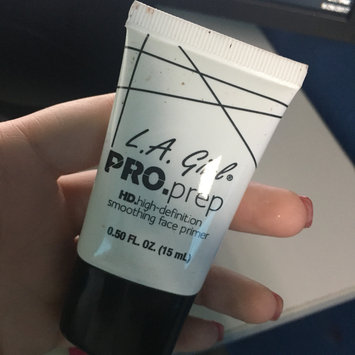 L.A. Girl®
PRO.prep
HD.high-definition
smoothing face primer
0.50 FL. OZ. (15 mL)